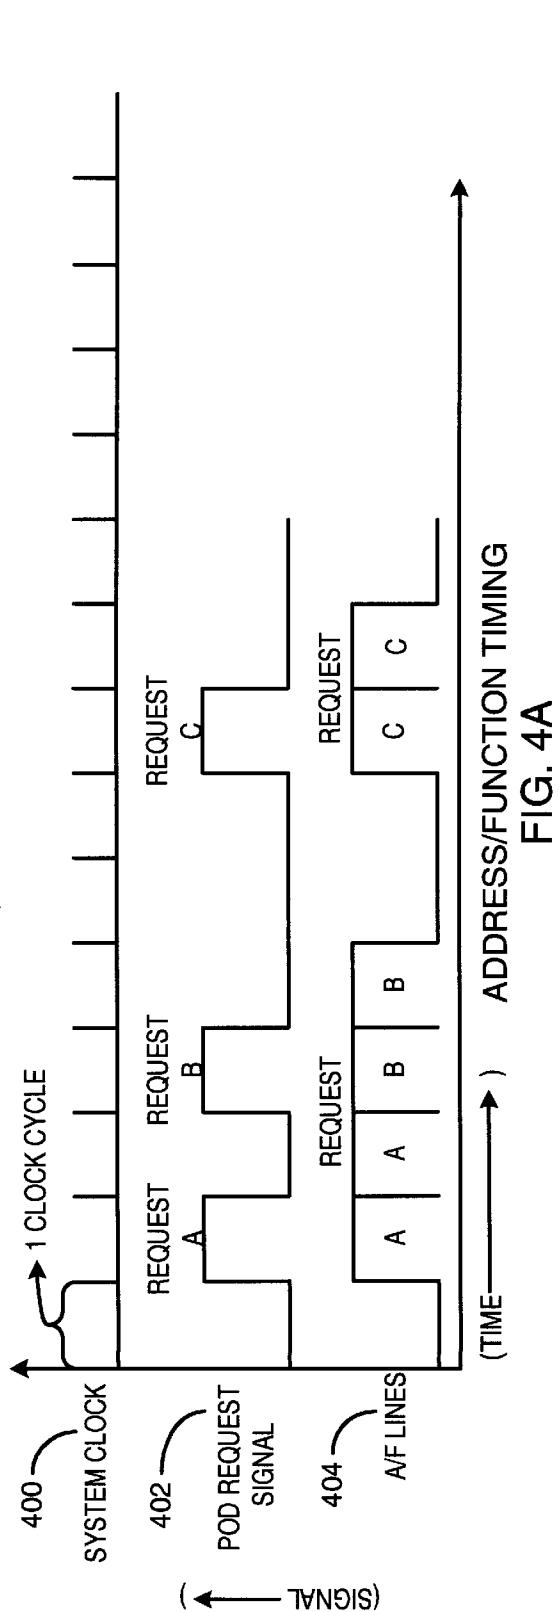 1 CLOCK CYCLE
400
SYSTEM CLOCK
402
POD REQUEST
SIGNAL
REQUEST
A
REQUEST
B
REQUEST
C
404
A/F LINES
REQUEST
A A B B
REQUEST
C C
(SIGNAL )
(TIME )
ADDRESS/FUNCTION TIMING
FIG. 4A